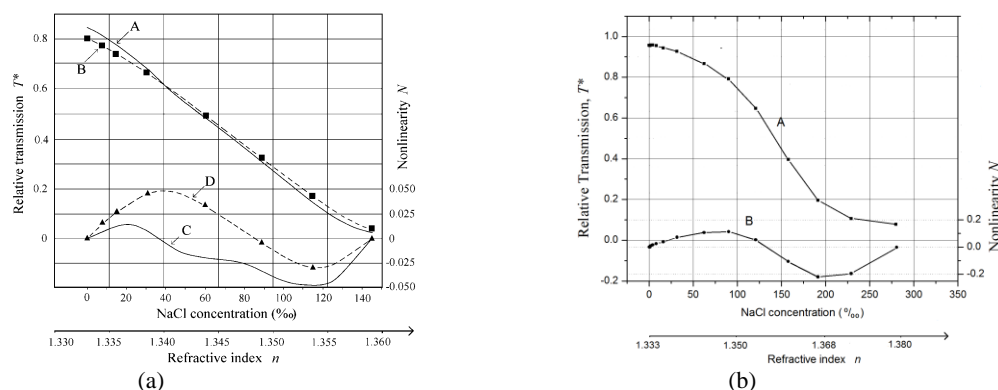 0.8
0.6
0.4
0.2
0
Relative transmission T*
A
B
C
D
0.050
0.025
0
-0.025
-0.050
Nonlinearity N
0 20 40 60 80 100 120 145
NaCl concentration (‰)
1.330 1.335 1.340 1.345 1.350 1.355 1.360
Refractive index n
(a)
1.0
0.8
0.6
0.4
0.2
0.0
-0.2
Relative Transmission, T*
A
B
0.2
0.0
-0.2
Nonlinearity N
0 50 100 150 200 250 300 350
NaCl concentration (‰)
1.333 1.350 1.368 1.380
Refractive index n
(b)